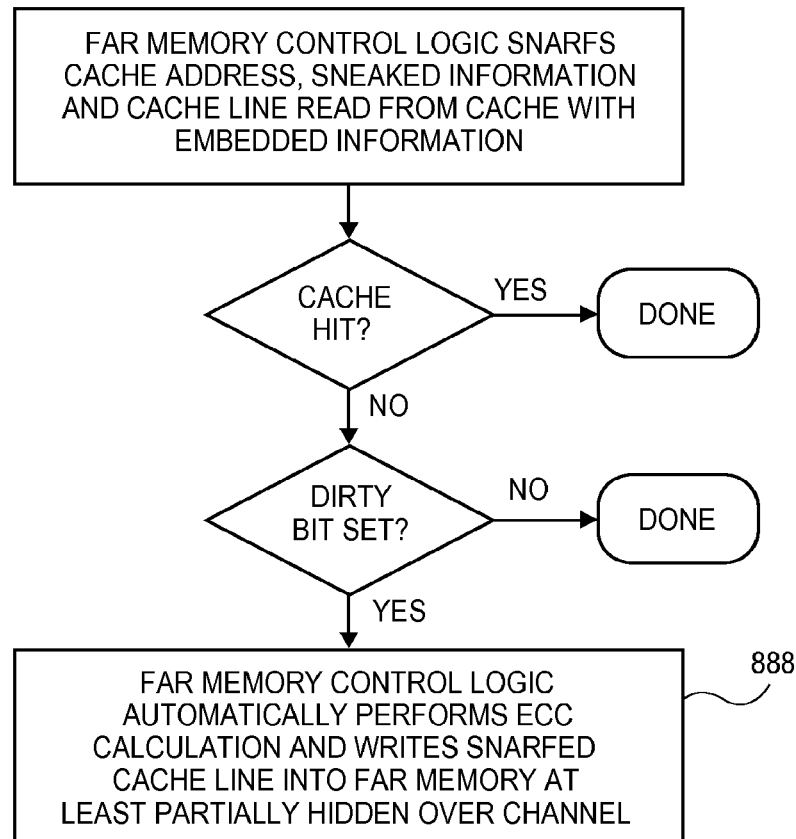 FAR MEMORY CONTROL LOGIC SNARFS
CACHE ADDRESS, SNEAKED INFORMATION
AND CACHE LINE READ FROM CACHE WITH
EMBEDDED INFORMATION
CACHE
HIT?
YES
DONE
NO
DIRTY
BIT SET?
NO
DONE
YES
888
FAR MEMORY CONTROL LOGIC
AUTOMATICALLY PERFORMS ECC
CALCULATION AND WRITES SNARFED
CACHE LINE INTO FAR MEMORY AT
LEAST PARTIALLY HIDDEN OVER CHANNEL